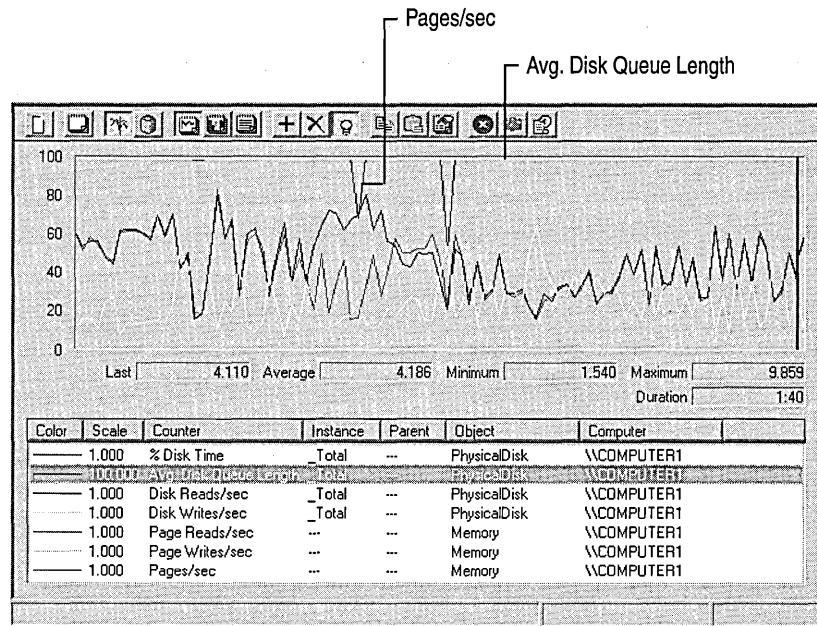 Pages/sec
Avg. Disk Queue Length
100
80
60
40
20
0
Last 4.110 Average 4.186 Minimum 1.540 Maximum 9.859
Duration 1:40
Color Scale Counter Instance Parent Object Computer
1.000 % Disk Time _Total --- PhysicalDisk \\COMPUTER1
100.000 Avg. Disk Queue Length _Total --- PhysicalDisk \\COMPUTER1
1.000 Disk Reads/sec _Total --- PhysicalDisk \\COMPUTER1
1.000 Disk Writes/sec _Total --- PhysicalDisk \\COMPUTER1
1.000 Page Reads/sec --- --- Memory \\COMPUTER1
1.000 Page Writes/sec --- --- Memory \\COMPUTER1
1.000 Pages/sec --- --- Memory \\COMPUTER1